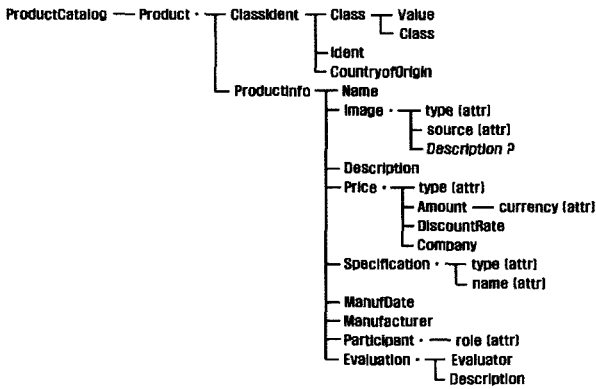 ProductCatalog Product * ClassIdent Class Value
Class
Ident
CountryofOrigin
ProductInfo Name
Image * type (attr)
source (attr)
Description ?
Description
Price * type (attr)
Amount currency (attr)
DiscountRate
Company
Specification * type (attr)
name (attr)
ManufDate
Manufacturer
Participant * role (attr)
Evaluation * Evaluator
Description